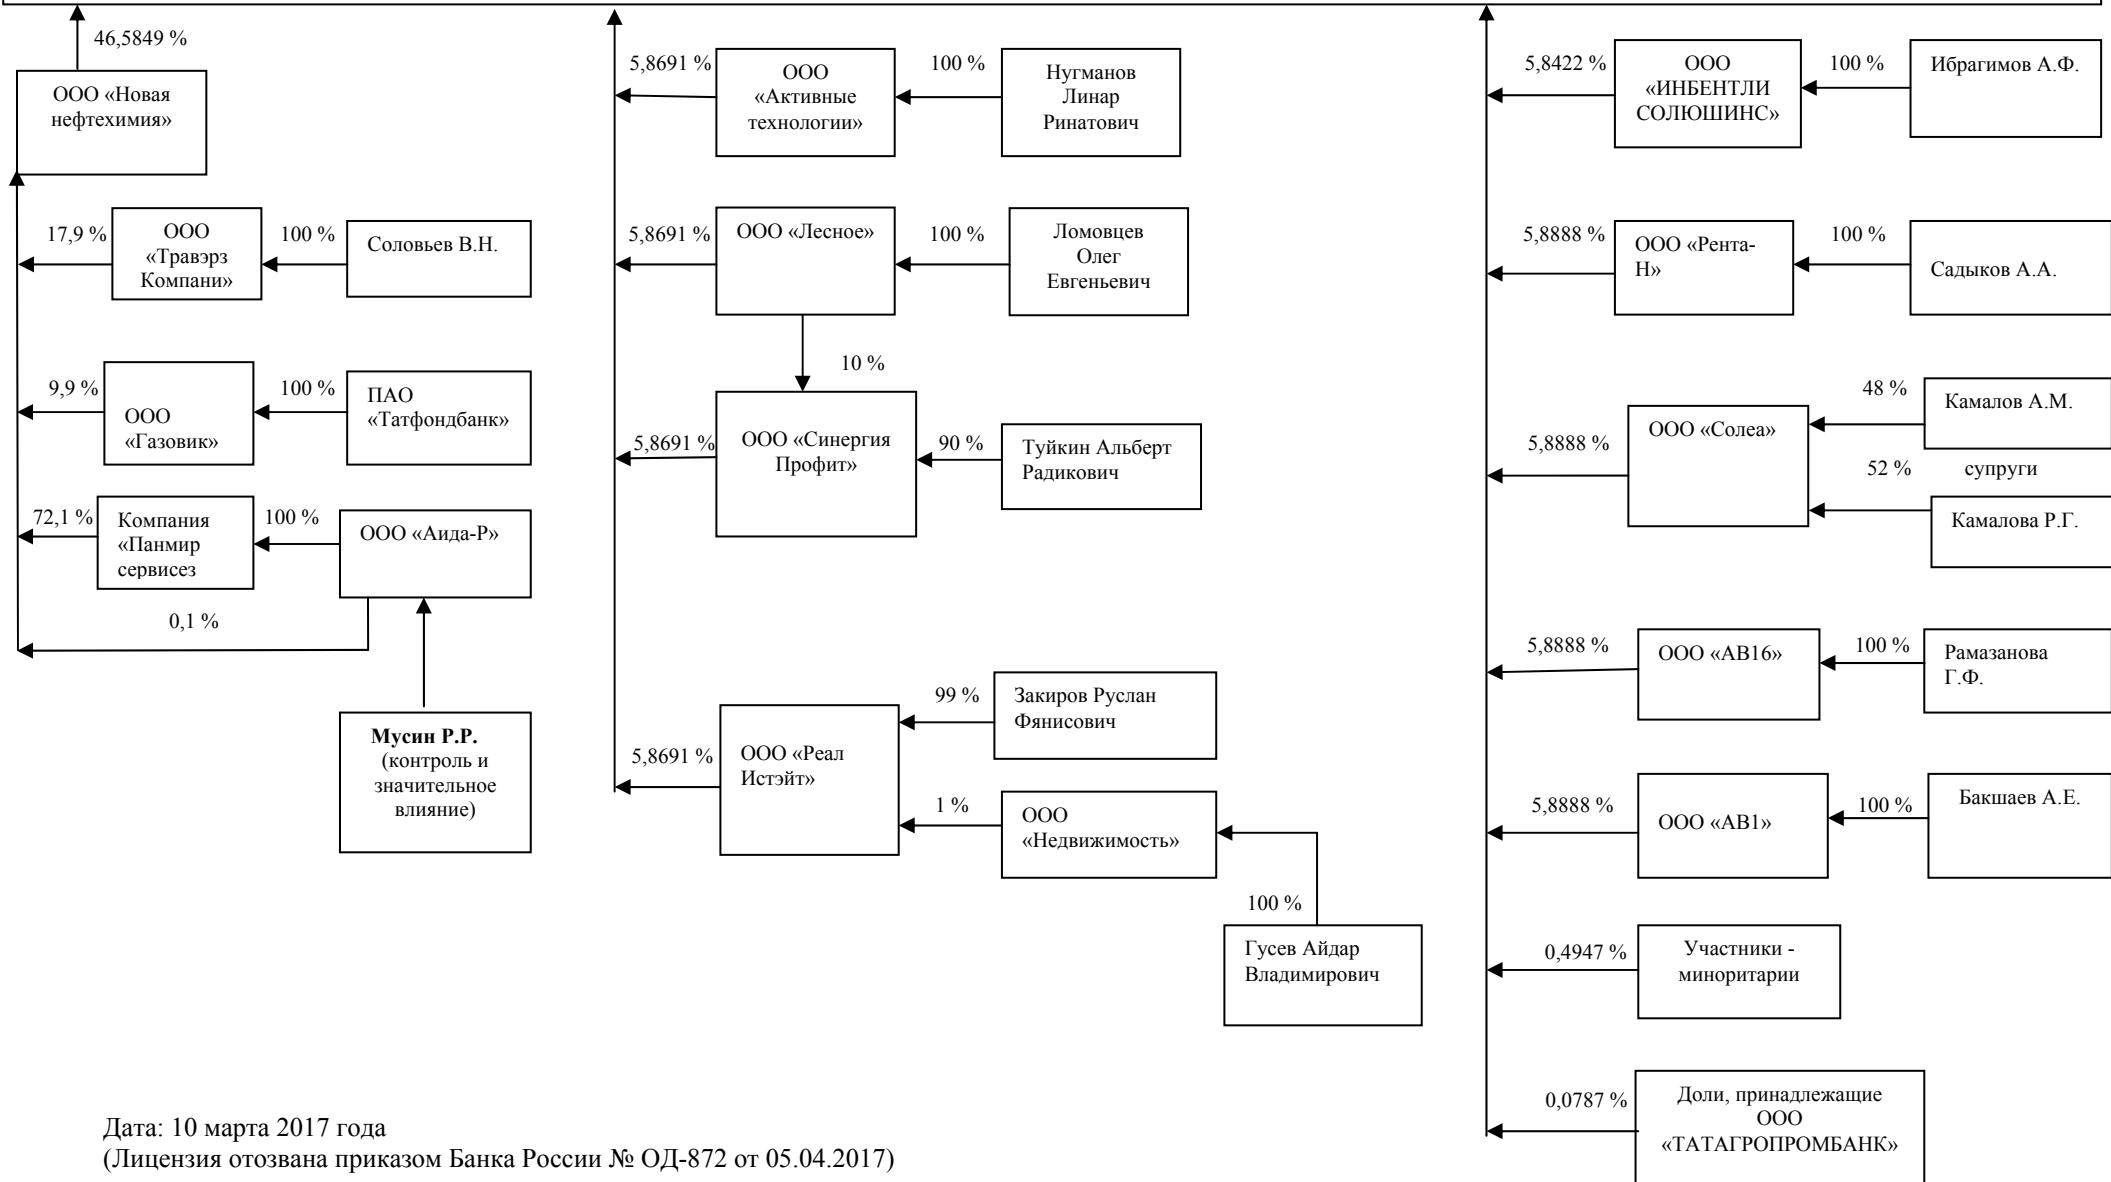 46,5849 %
ООО «Новая
нефтехимия»
17,9 %
ООО
«Травэрз
Компани»
100 %
Соловьев В.Н.
9,9 %
ООО
«Газовик»
100 %
ПАО
«Татфондбанк»
72,1 %
Компания
«Панмир
сервисез
100 %
ООО «Аида-Р»
0,1 %
Мусин Р.Р.
(контроль и
значительное
влияние)
5,8691 %
ООО
«Активные
технологии»
100 %
Нугманов
Линар
Ринатович
5,8691 %
ООО «Лесное»
100 %
Ломовцев
Олег
Евгеньевич
10 %
5,8691 %
ООО «Синергия
Профит»
90 %
Туйкин Альберт
Радикович
5,8691 %
ООО «Реал
Истэйт»
99 %
Закиров Руслан
Фянисович
1 %
ООО
«Недвижимость»
100 %
Гусев Айдар
Владимирович
5,8422 %
ООО
«ИНБЕНТЛИ
СОЛЮШИНС»
100 %
Ибрагимов А.Ф.
5,8888 %
ООО «Рента-
Н»
100 %
Садыков А.А.
5,8888 %
ООО «Солеа»
48 %
Камалов А.М.
52 %
супруги
Камалова Р.Г.
5,8888 %
ООО «АВ16»
100 %
Рамазанова
Г.Ф.
5,8888 %
ООО «АВ1»
100 %
Бакшаев А.Е.
0,4947 %
Участники -
миноритарии
0,0787 %
Доли, принадлежащие
ООО
«ТАТАГРОПРОМБАНК»
Дата: 10 марта 2017 года
(Лицензия отозвана приказом Банка России № ОД-872 от 05.04.2017)